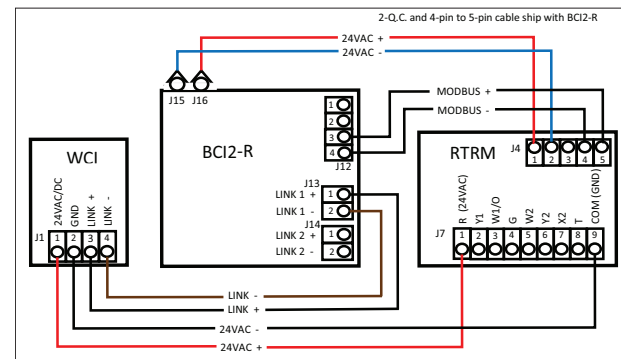 2-Q.C. and 4-pin to 5-pin cable ship with BCI2-R
24VAC +
24VAC -
J15 J16
MODBUS +
MODBUS -
WCI
J1
24VAC/DC
GND
LINK +
LINK -
1 2 3 4
BCI2-R
1
2
3
4
J12
J13
LINK 1 +
LINK 1 -
1
2
J14
LINK 2 +
LINK 2 -
1
2
RTRM
J4
1 2 3 4 5
J7
R (24VAC)
Y1
W1/O
G
W2
Y2
X2
T
COM (GND)
1 2 3 4 5 6 7 8 9
LINK -
LINK +
24VAC -
24VAC +